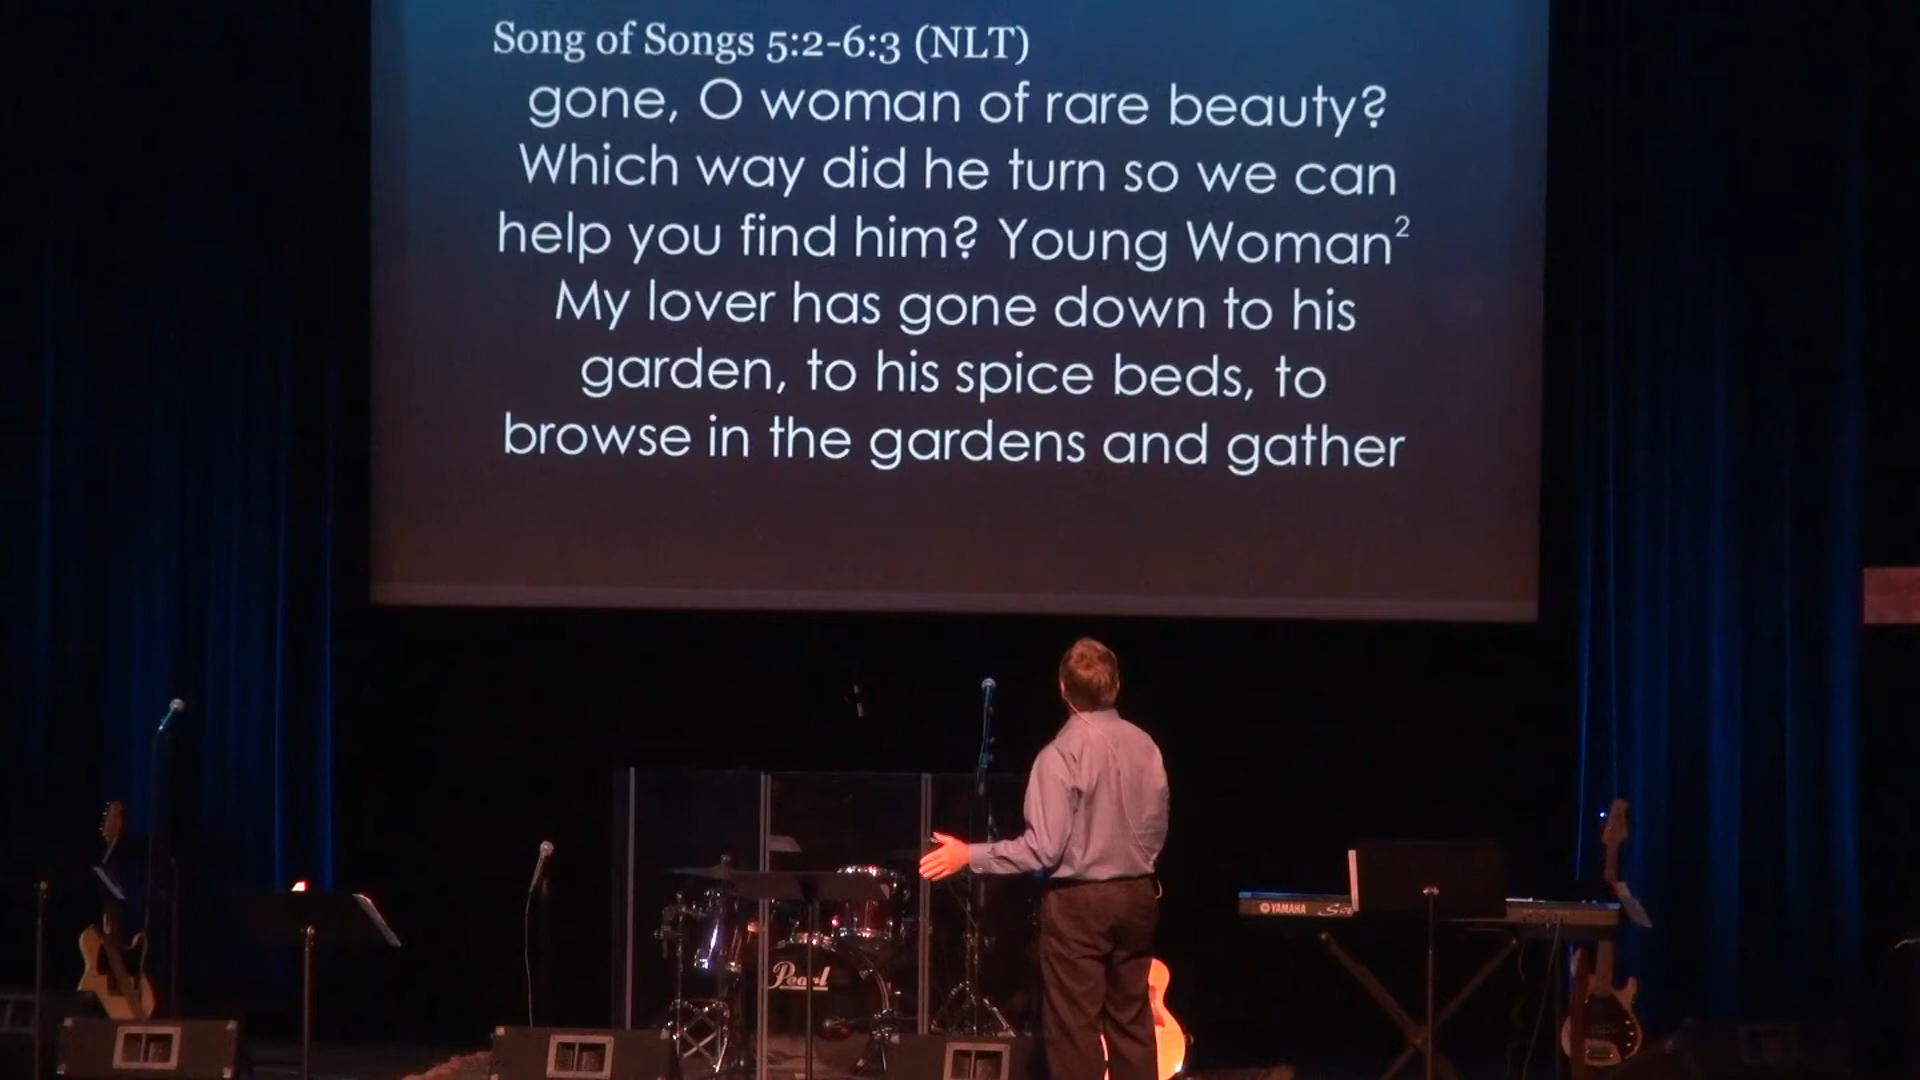 Song of Songs 5:2-6:3 (NLT)
gone, O woman of rare beauty?
Which way did he turn so we can
help you find him? Young Woman²
My lover has gone down to his
garden, to his spice beds, to
browse in the gardens and gather
YAMAHA
Pearl